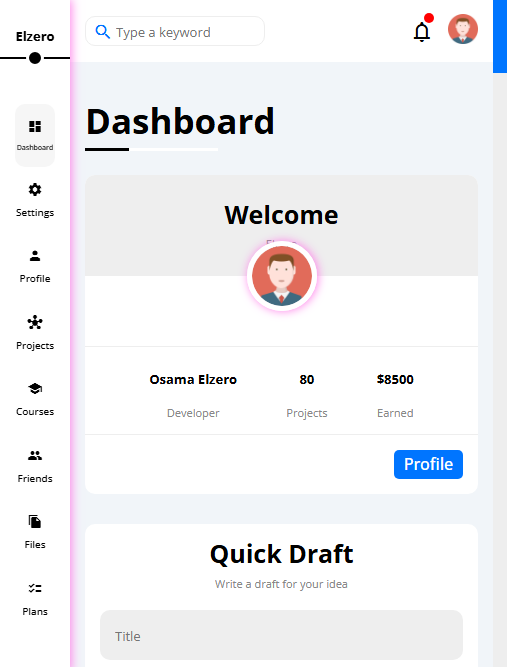 Elzero
Dashboard
Settings
Profile
Projects
Courses
Friends
Files
Plans
Type a keyword
Dashboard
Welcome
Osama Elzero
Developer
80
Projects
$8500
Earned
Profile
Quick Draft
Write a draft for your idea
Title